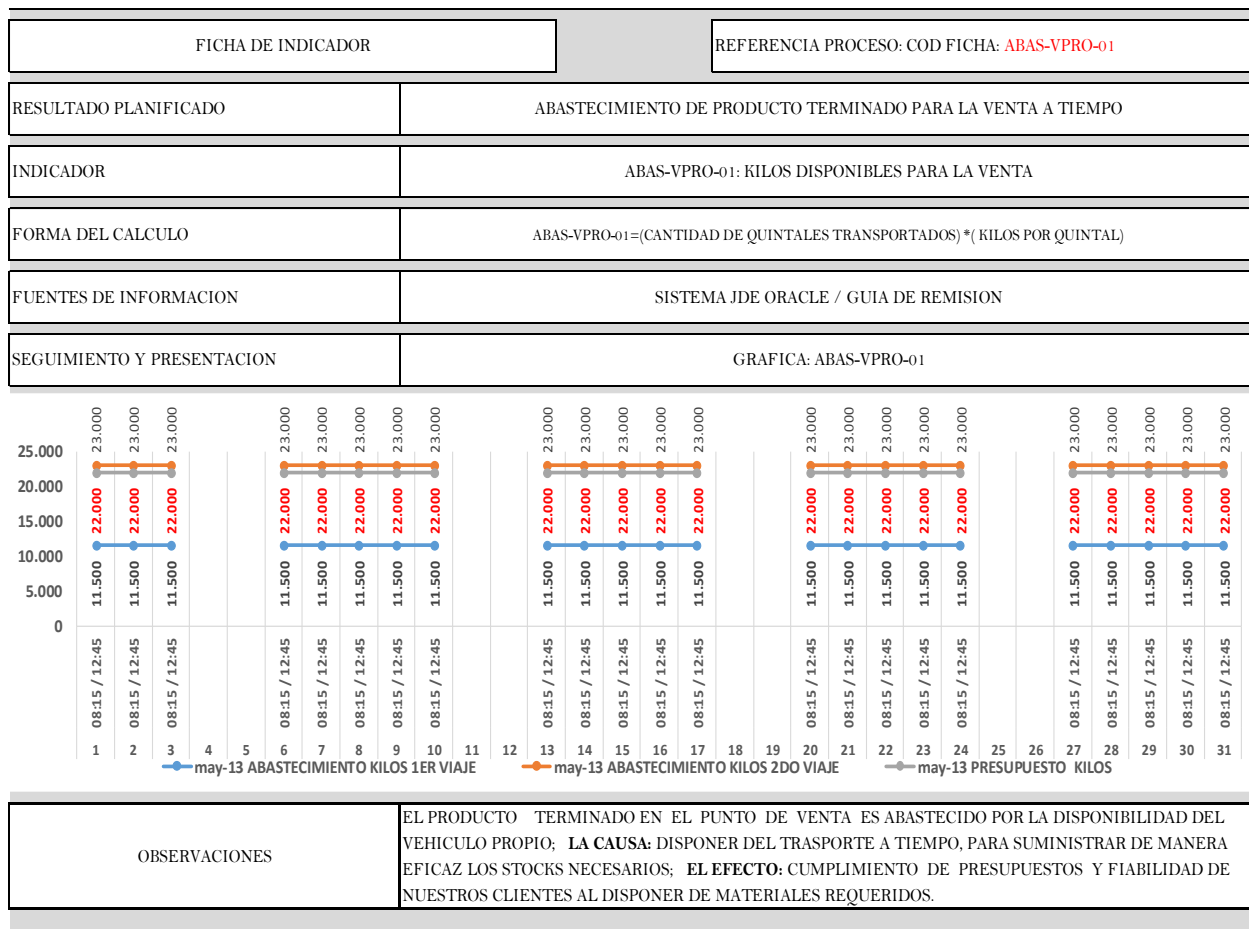 FICHA DE INDICADOR
REFERENCIA PROCESO: COD FICHA: ABAS-VPRO-01
RESULTADO PLANIFICADO
ABASTECIMIENTO DE PRODUCTO TERMINADO PARA LA VENTA A TIEMPO
INDICADOR
ABAS-VPRO-01: KILOS DISPONIBLES PARA LA VENTA
FORMA DEL CALCULO
ABAS-VPRO-01=(CANTIDAD DE QUINTALES TRANSPORTADOS) *( KILOS POR QUINTAL)
FUENTES DE INFORMACION
SISTEMA JDE ORACLE / GUIA DE REMISION
SEGUIMIENTO Y PRESENTACION
GRAFICA: ABAS-VPRO-01
23.000 23.000 23.000 23.000 23.000 23.000 23.000 23.000 23.000 23.000 23.000 23.000 23.000 23.000 23.000 23.000 23.000 23.000 23.000 23.000 23.000 23.000 23.000
25.000
20.000
22.000 22.000 22.000 22.000 22.000 22.000 22.000 22.000 22.000 22.000 22.000 22.000 22.000 22.000 22.000 22.000 22.000 22.000 22.000 22.000 22.000 22.000 22.000
15.000
10.000
11.500 11.500 11.500 11.500 11.500 11.500 11.500 11.500 11.500 11.500 11.500 11.500 11.500 11.500 11.500 11.500 11.500 11.500 11.500 11.500 11.500 11.500 11.500
5.000
0
08:15 / 12:45 08:15 / 12:45 08:15 / 12:45 08:15 / 12:45 08:15 / 12:45 08:15 / 12:45 08:15 / 12:45 08:15 / 12:45 08:15 / 12:45 08:15 / 12:45 08:15 / 12:45 08:15 / 12:45 08:15 / 12:45 08:15 / 12:45 08:15 / 12:45 08:15 / 12:45 08:15 / 12:45 08:15 / 12:45 08:15 / 12:45 08:15 / 12:45 08:15 / 12:45 08:15 / 12:45 08:15 / 12:45
1 2 3 4 5 6 7 8 9 10 11 12 13 14 15 16 17 18 19 20 21 22 23 24 25 26 27 28 29 30 31
may-13 ABASTECIMIENTO KILOS 1ER VIAJE may-13 ABASTECIMIENTO KILOS 2DO VIAJE may-13 PRESUPUESTO KILOS
OBSERVACIONES
EL PRODUCTO TERMINADO EN EL PUNTO DE VENTA ES ABASTECIDO POR LA DISPONIBILIDAD DEL
VEHICULO PROPIO; LA CAUSA: DISPONER DEL TRASPORTE A TIEMPO, PARA SUMINISTRAR DE MANERA
EFICAZ LOS STOCKS NECESARIOS; EL EFECTO: CUMPLIMIENTO DE PRESUPUESTOS Y FIABILIDAD DE
NUESTROS CLIENTES AL DISPONER DE MATERIALES REQUERIDOS.